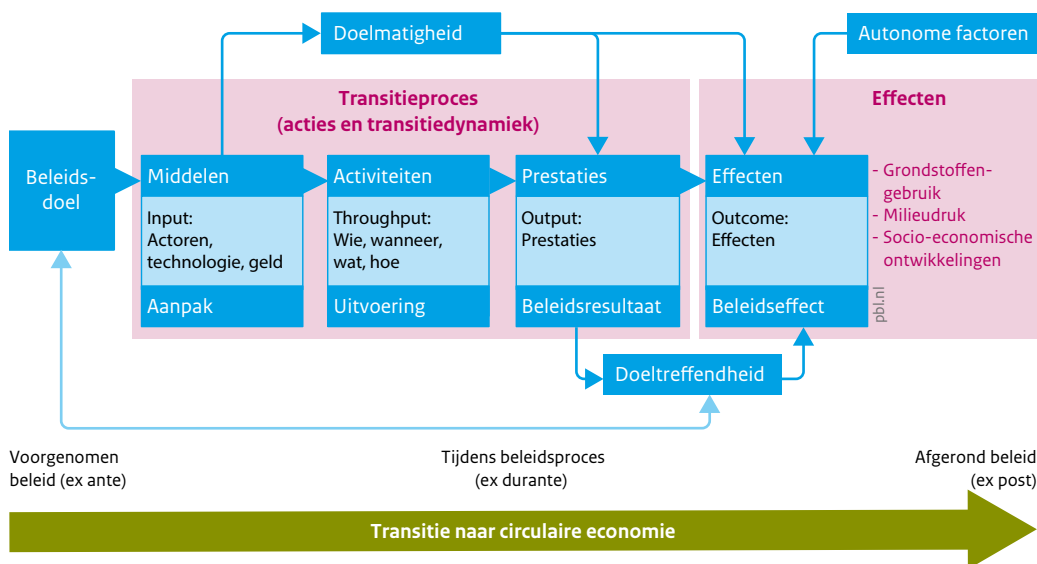 Doelmatigheid
Autonome factoren
Transitieproces
(acties en transitiedynamiek)
Effecten
Beleids-
doel
Middelen
Input:
Actoren,
technologie, geld
Aanpak
Activiteiten
Throughput:
Wie, wanneer,
wat, hoe
Uitvoering
Prestaties
Output:
Prestaties
Beleidsresultaat
Effecten
Outcome:
Effecten
Beleidseffect
- Grondstoffen-
gebruik
- Milieudruk
- Socio-economische
ontwikkelingen
pbl.nl
Doeltreffendheid
Voorgenomen
beleid (ex ante)
Tijdens beleidsproces
(ex durante)
Afgerond beleid
(ex post)
Transitie naar circulaire economie